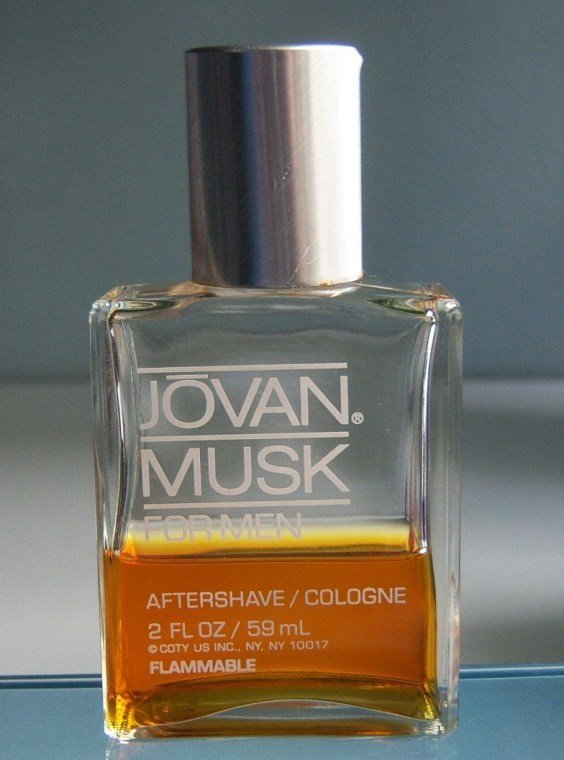 JŌVAN®
MUSK
FOR MEN
AFTERSHAVE / COLOGNE
2 FL OZ / 59 mL
© COTY US INC., NY, NY 10017
FLAMMABLE